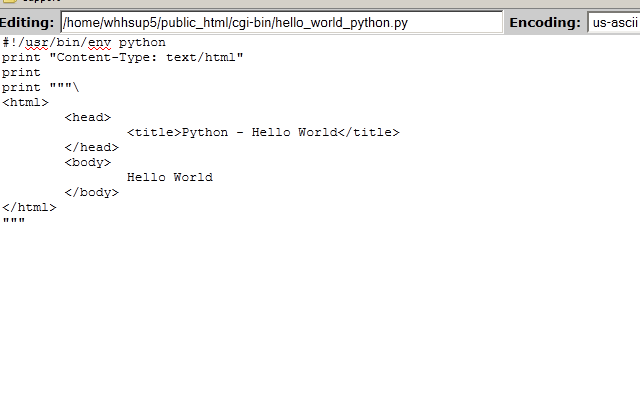 Editing: /home/whhsup5/public_html/cgi-bin/hello_world_python.py Encoding: us-ascii
#!/usr/bin/env python
print "Content-Type: text/html"
print
print """\
<html>
<head>
<title>Python - Hello World</title>
</head>
<body>
Hello World
</body>
</html>
"""